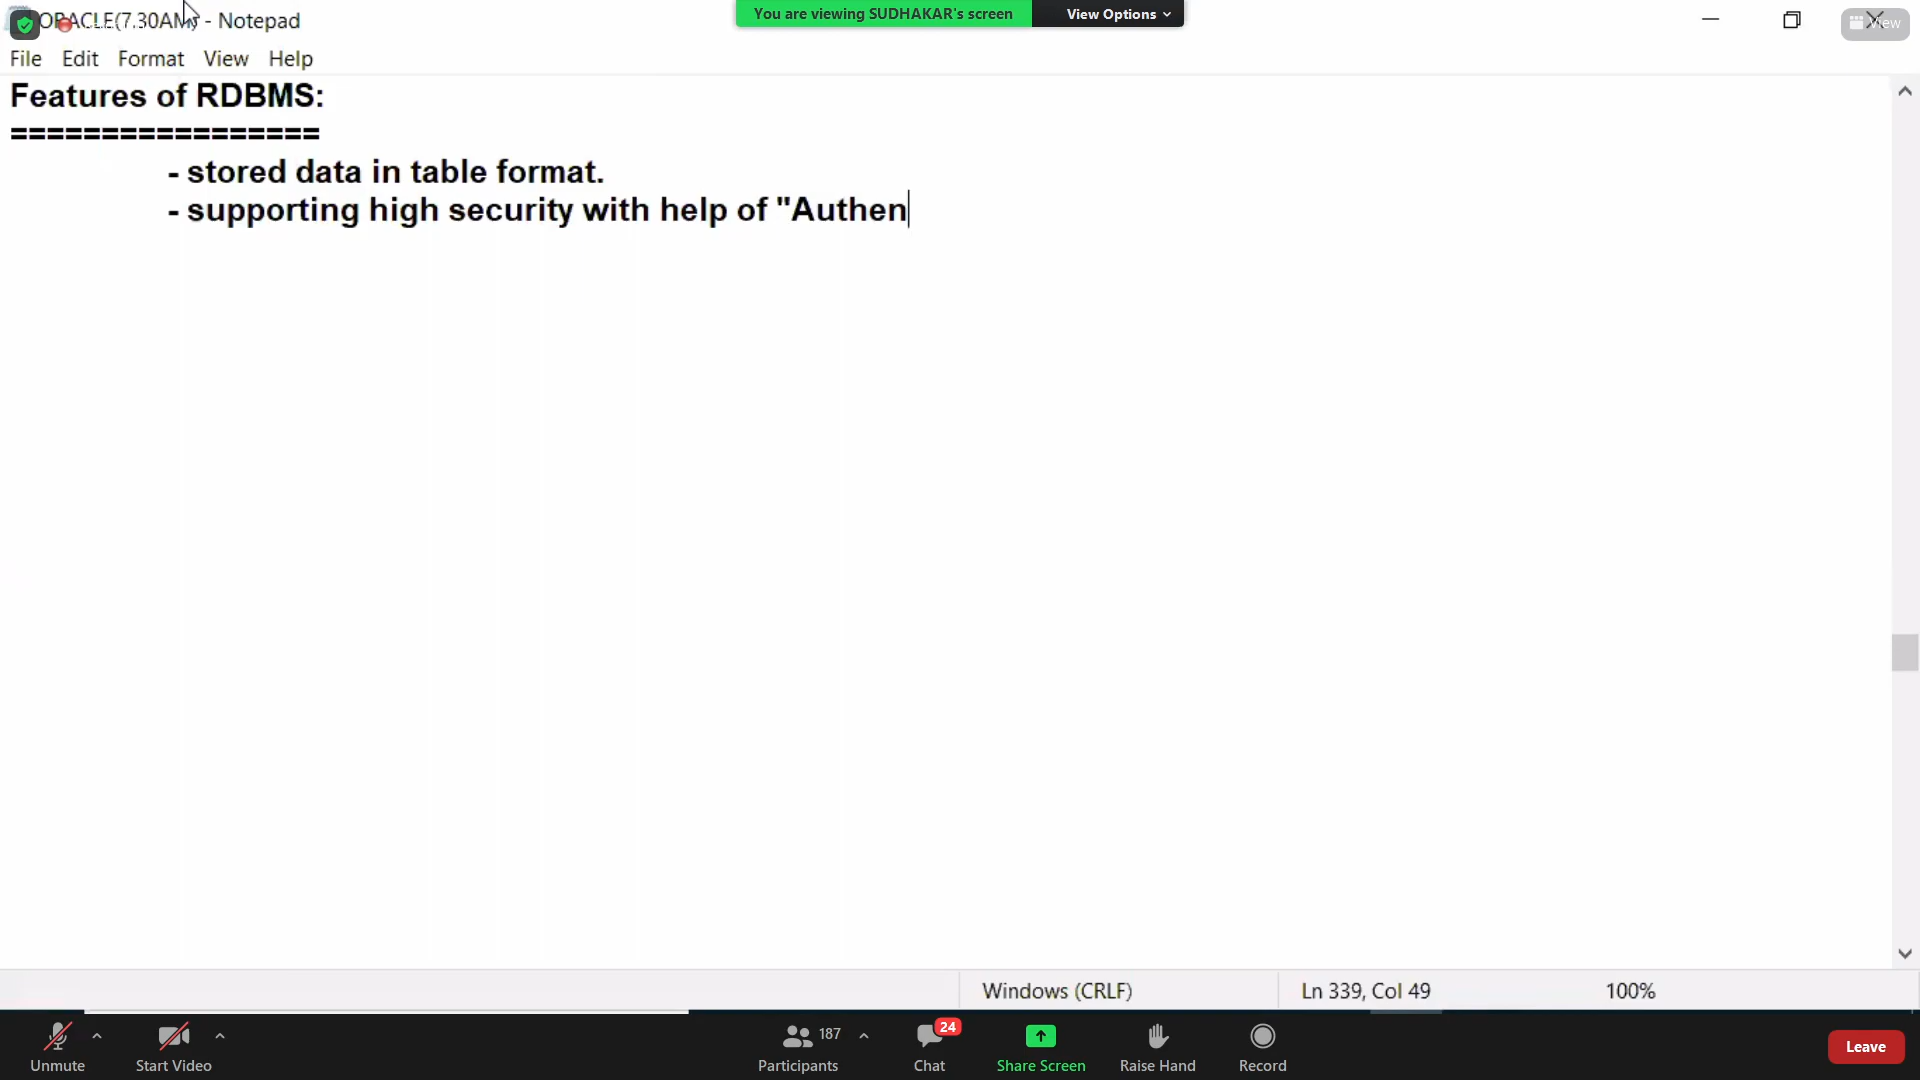 ORACLE(7.30AM) - Notepad
You are viewing SUDHAKAR's screen
View Options
View
File Edit Format View Help
Features of RDBMS:
=================
- stored data in table format.
- supporting high security with help of "Authen
Windows (CRLF)
Ln 339, Col 49
100%
Unmute
Start Video
187
Participants
24
Chat
Share Screen
Raise Hand
Record
Leave